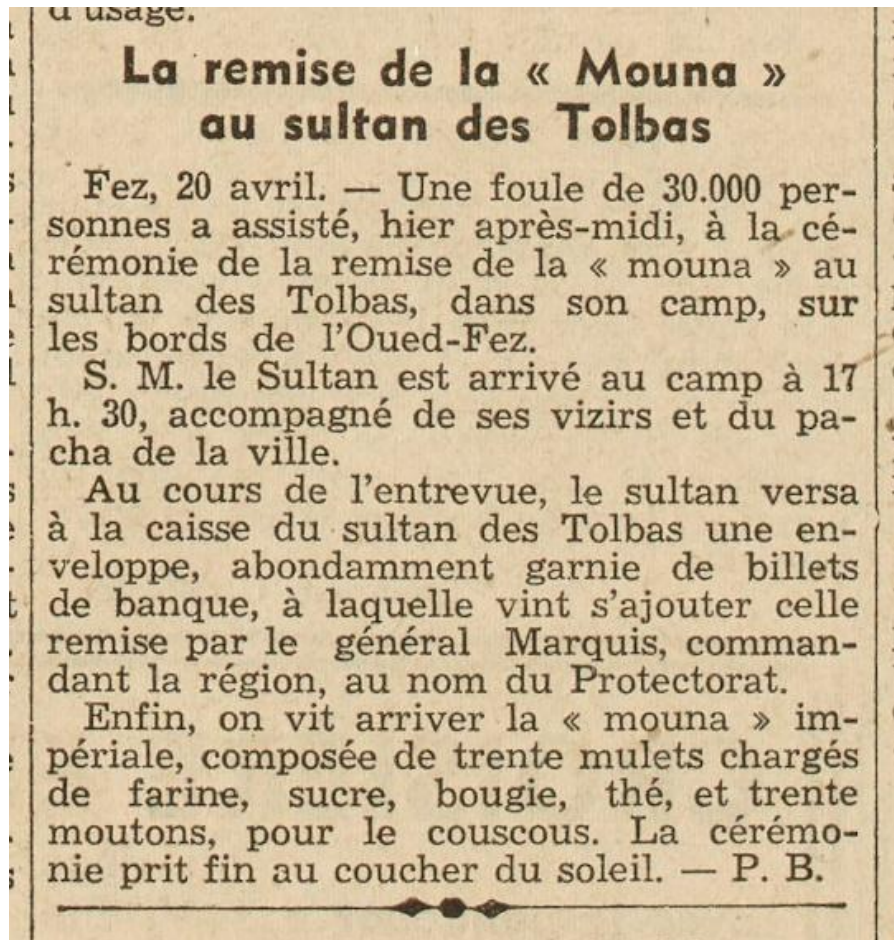 d'usage.
La remise de la « Mouna »
au sultan des Tolbas
Fez, 20 avril. — Une foule de 30.000 per-
sonnes a assisté, hier après-midi, à la cé-
rémonie de la remise de la « mouna » au
sultan des Tolbas, dans son camp, sur
les bords de l'Oued-Fez.
S. M. le Sultan est arrivé au camp à 17
h. 30, accompagné de ses vizirs et du pa-
cha de la ville.
Au cours de l'entrevue, le sultan versa
à la caisse du sultan des Tolbas une en-
veloppe, abondamment garnie de billets
de banque, à laquelle vint s'ajouter celle
remise par le général Marquis, comman-
dant la région, au nom du Protectorat.
Enfin, on vit arriver la « mouna » im-
périale, composée de trente mulets chargés
de farine, sucre, bougie, thé, et trente
moutons, pour le couscous. La cérémo-
nie prit fin au coucher du soleil. — P. B.